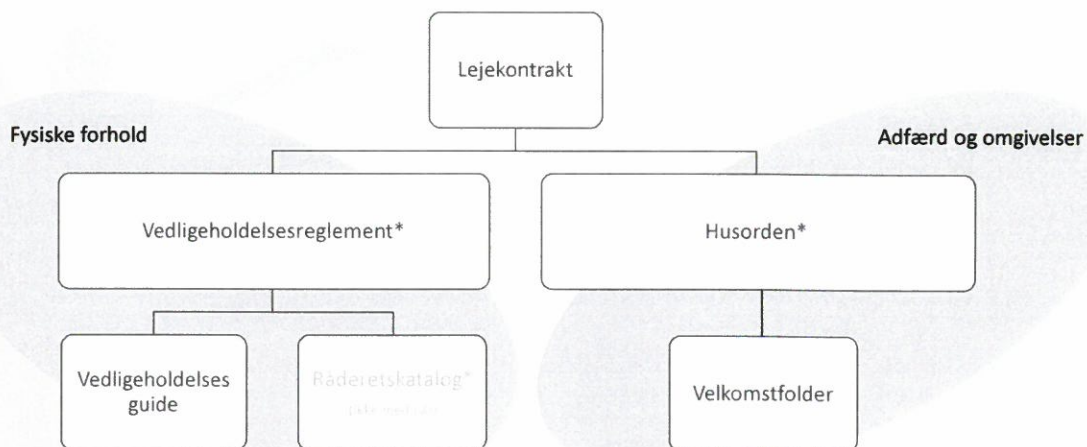 Lejekontrakt
Fysiske forhold
Adfærd og omgivelser
Vedligeholdelsesreglement*
Husorden*
Vedligeholdelses
guide
Råderetskatalog*
Velkomstfolder